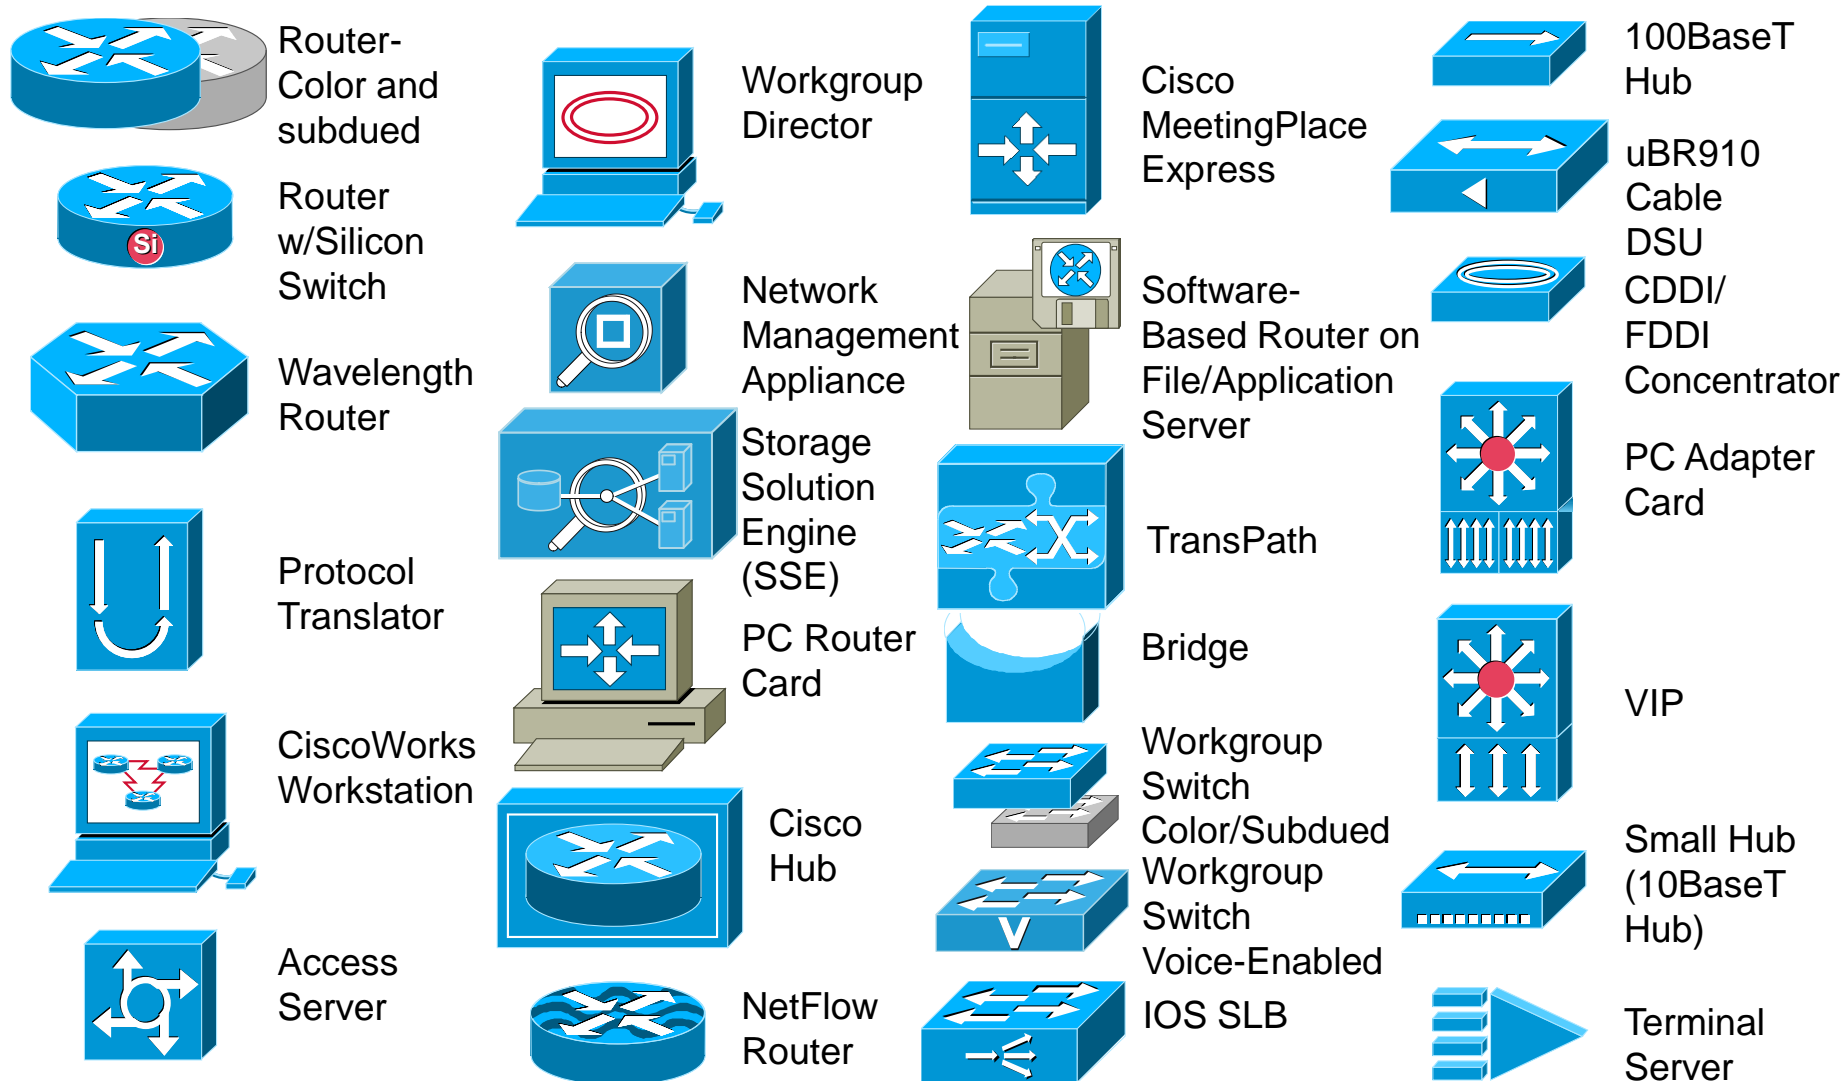 Router-
Color and
subdued
Router
w/Silicon
Switch
Si
Wavelength
Router
Protocol
Translator
CiscoWorks
Workstation
Access
Server
Workgroup
Director
Network
Management
Appliance
Storage
Solution
Engine
(SSE)
PC Router
Card
Cisco
Hub
NetFlow
Router
Cisco
MeetingPlace
Express
Software-
Based Router on
File/Application
Server
TransPath
Bridge
Workgroup
Switch
Color/Subdued
Workgroup
Switch
Voice-Enabled
V
IOS SLB
100BaseT
Hub
uBR910
Cable
DSU
CDDI/
FDDI
Concentrator
PC Adapter
Card
VIP
Small Hub
(10BaseT
Hub)
Terminal
Server